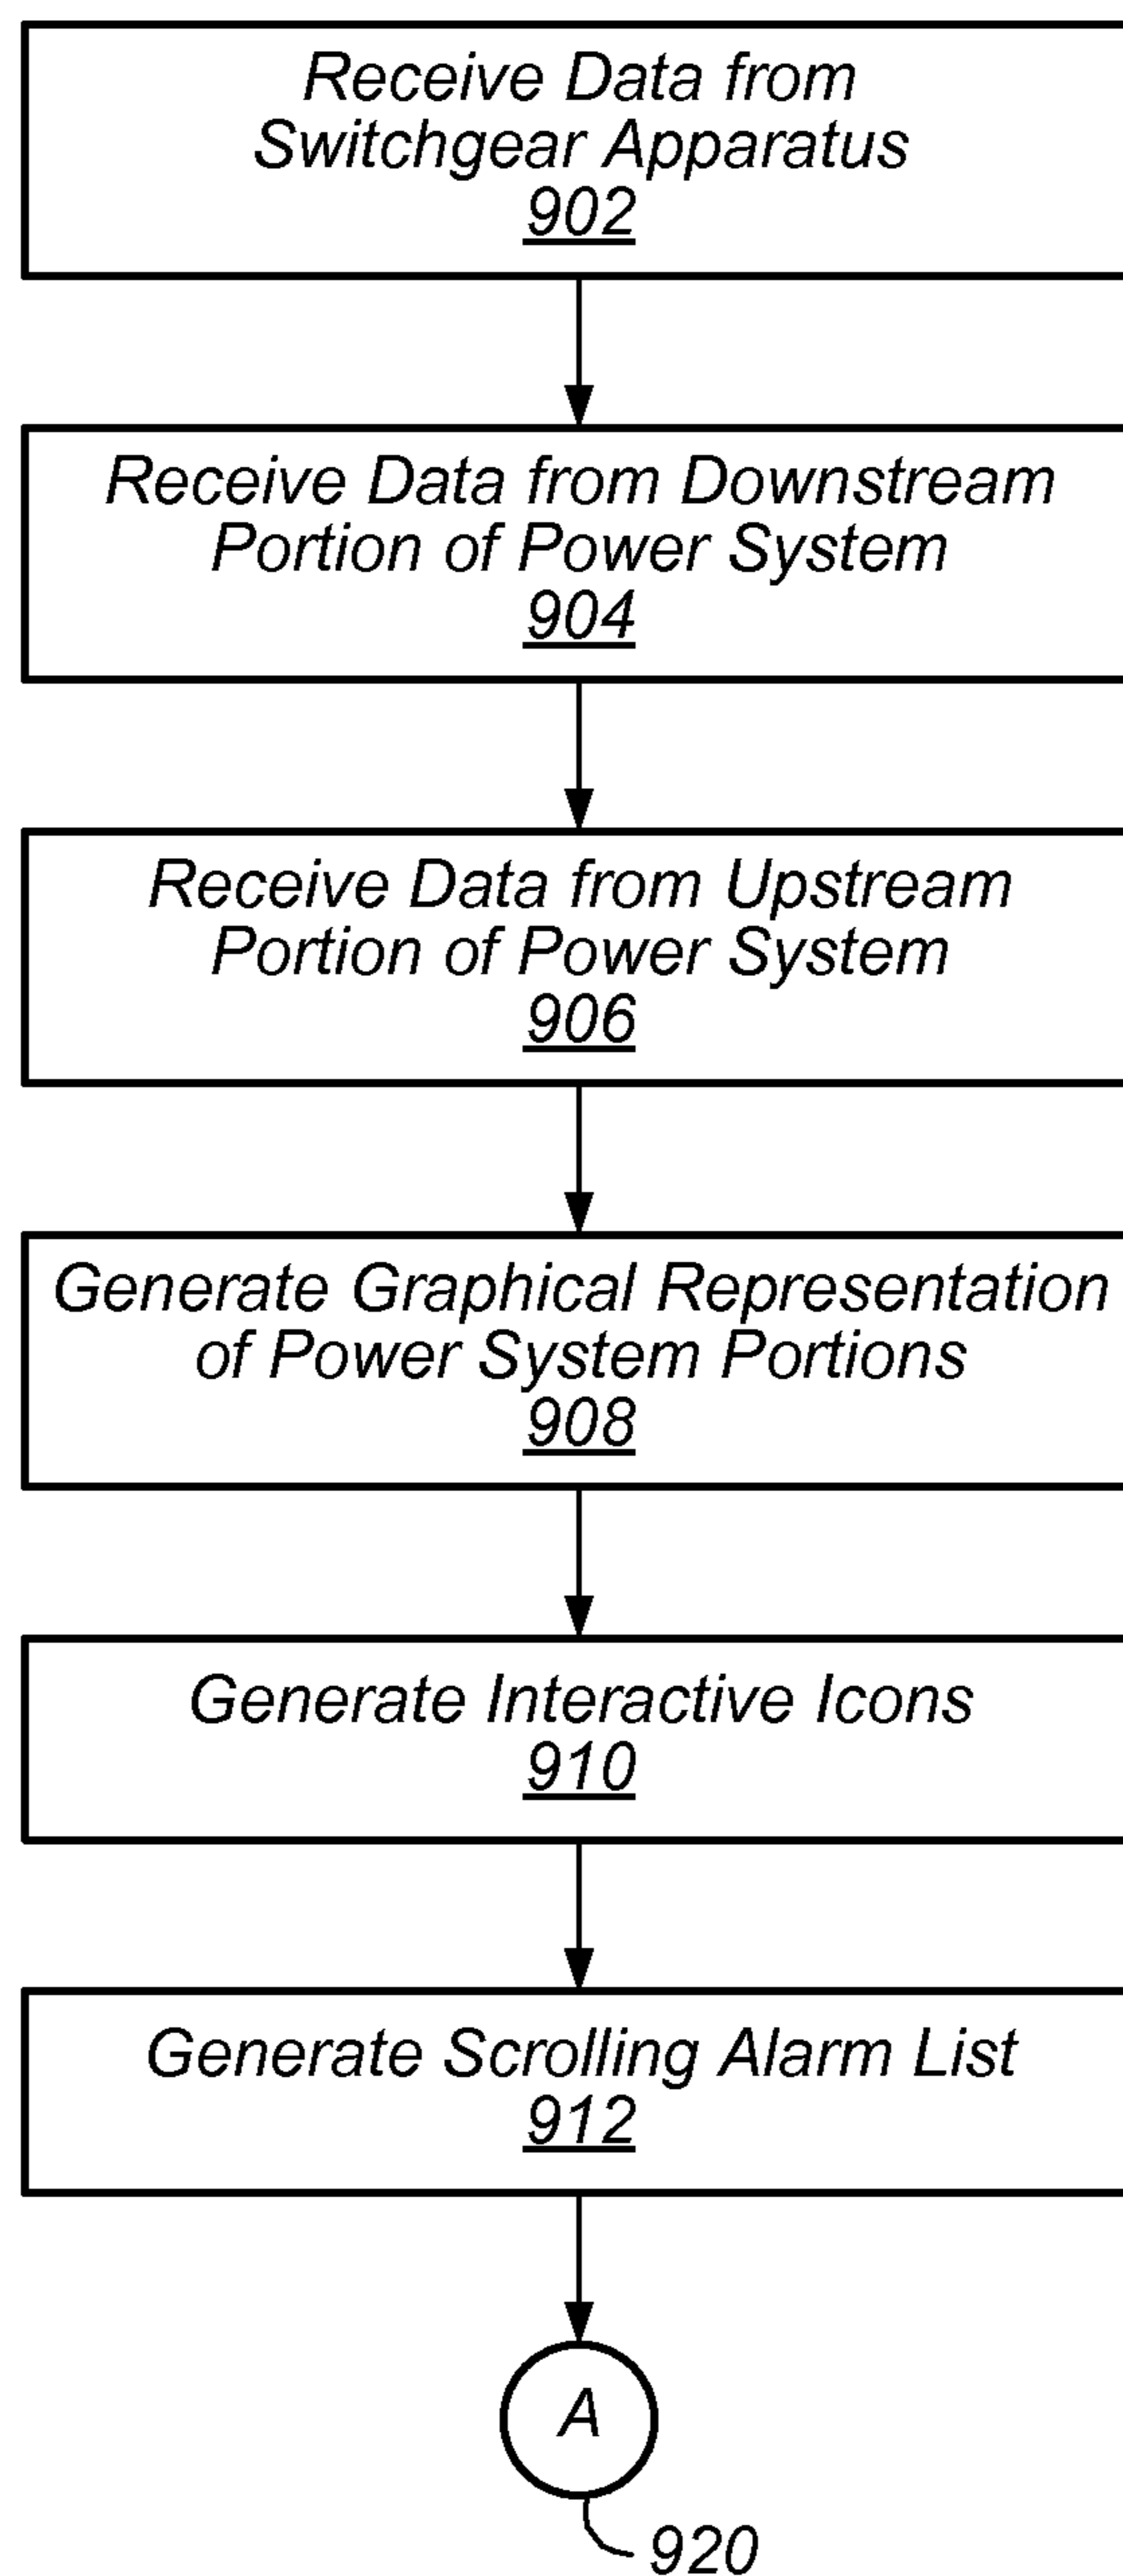 Receive Data from
Switchgear Apparatus
902
Receive Data from Downstream
Portion of Power System
904
Receive Data from Upstream
Portion of Power System
906
Generate Graphical Representation
of Power System Portions
908
Generate Interactive Icons
910
Generate Scrolling Alarm List
912
A
920